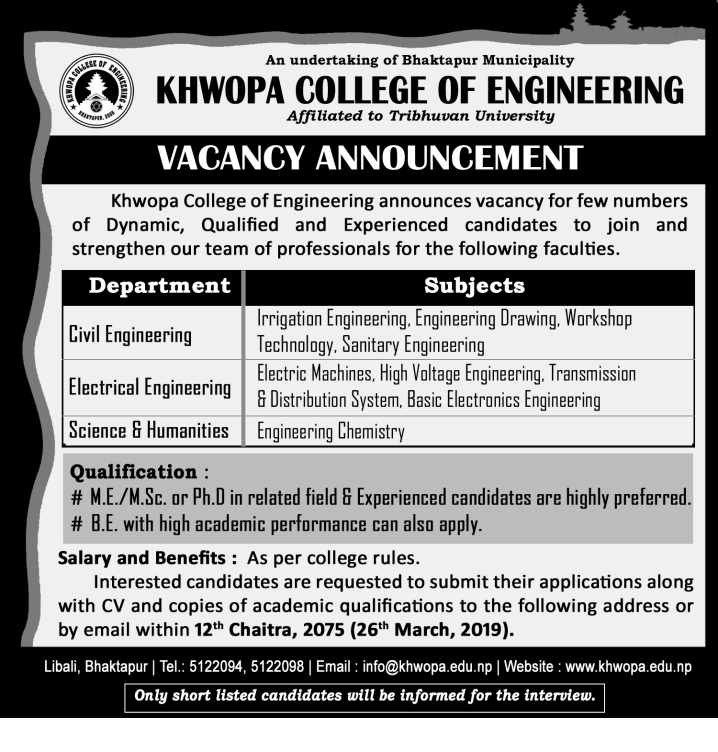 KHWOPA COLLEGE OF ENGINEERING
BHAKTAPUR, 2008
An undertaking of Bhaktapur Municipality
KHWOPA COLLEGE OF ENGINEERING
Affiliated to Tribhuvan University
VACANCY ANNOUNCEMENT
Khwopa College of Engineering announces vacancy for few numbers
of Dynamic, Qualified and Experienced candidates to join and
strengthen our team of professionals for the following faculties.
Department Subjects
Civil Engineering
Irrigation Engineering, Engineering Drawing, Workshop
Technology, Sanitary Engineering
Electrical Engineering
Electric Machines, High Voltage Engineering, Transmission
& Distribution System, Basic Electronics Engineering
Science & Humanities Engineering Chemistry
Qualification :
# M.E./M.Sc. or Ph.D in related field & Experienced candidates are highly preferred.
# B.E. with high academic performance can also apply.
Salary and Benefits : As per college rules.
Interested candidates are requested to submit their applications along
with CV and copies of academic qualifications to the following address or
by email within 12th Chaitra, 2075 (26th March, 2019).
Libali, Bhaktapur | Tel.: 5122094, 5122098 | Email : info@khwopa.edu.np | Website : www.khwopa.edu.np
Only short listed candidates will be informed for the interview.